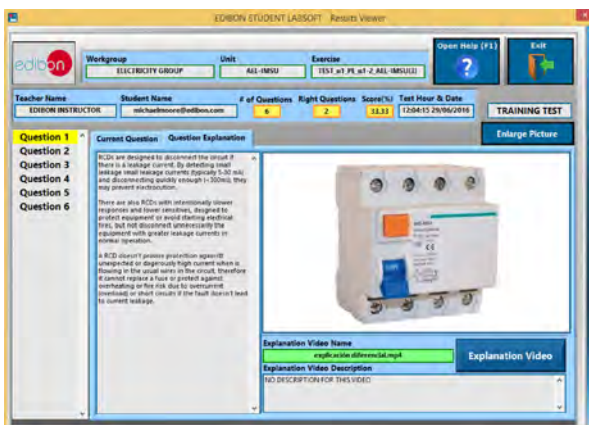 EDIBON STUDENT LABSOFT - Results Viewer
edibon
Workgroup
ELECTRICITY GROUP
Unit
AEL-IMSU
Exercise
Open Help (F1)
?
Exit
Teacher Name
EDIBON INSTRUCTOR
Student Name
michaelmoore@edibon.com
# of Questions
6
Right Questions
2
Score(%)
33.33
Test Hour & Date
12:04:15 29/06/2016
TRAINING TEST
Question 1
Question 2
Question 3
Question 4
Question 5
Question 6
Current Question
Question Explanation
Enlarge Picture
RCDs are designed to disconnect the circuit if
there is a leakage current. By detecting small
leakage small leakage currents (typically 5-30 mA)
and disconnecting quickly enough (<300ms), they
may prevent electrocution.
There are also RCDs with intentionally slower
responses and lower sensitives, designed to
protect equipment or avoid starting electrical
fires, but not disconnect unnecessarily the
equipment with greater leakage currents in
normal operation.
A RCD doesn't provide protection against
unexpected or dagerously high current when is
flowing in the usual wires in the circuit, therefore
it cannot replace a fuse or protect against
overheating or fire risk due to overcurrent
(overload) or short circuits if the fault doesn't lead
to current leakage.
Explanation Video Name
explicación diferencial.mp4
Explanation Video
Explanation Video Description
NO DESCRIPTION FOR THIS VIDEO